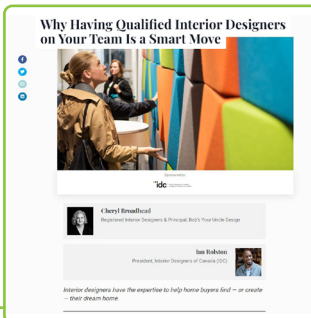 Why Having Qualified Interior Designers
on Your Team Is a Smart Move
idc
Cheryl Broadhead
Registered Interior Designers & Principal, Bob's Your Uncle Design
Ian Rolston
President, Interior Designers of Canada (IDC)
Interior designers have the expertise to help home buyers find — or create
— their dream home.